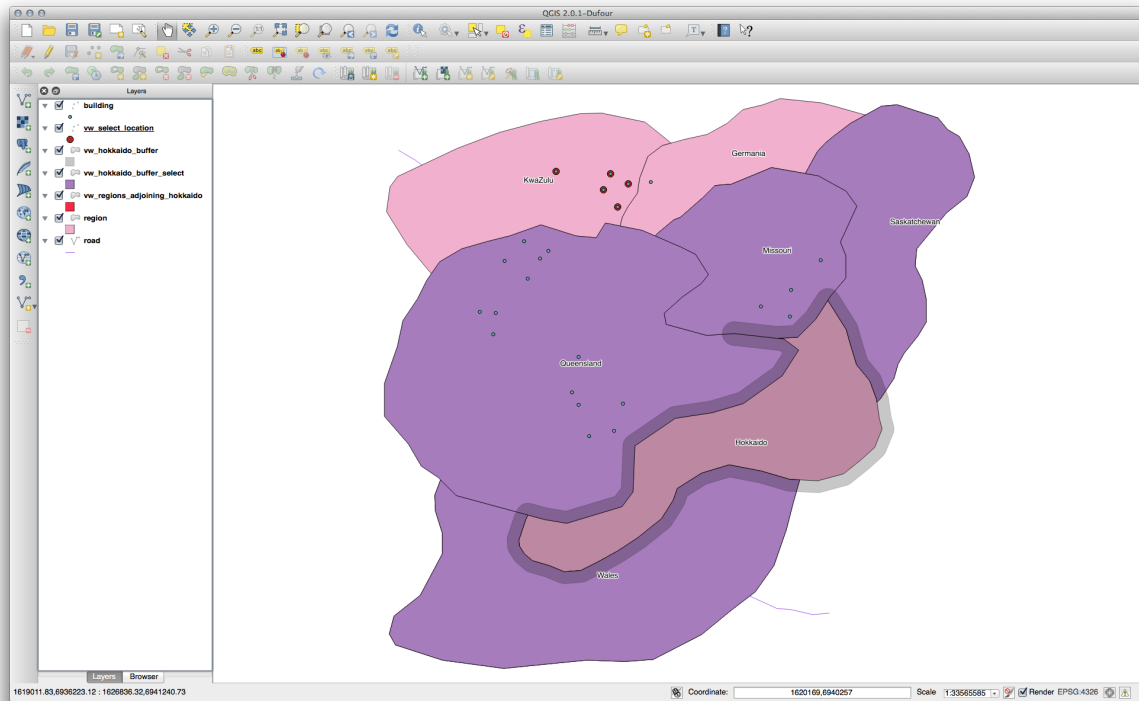 QGIS 2.0.1-Dufour
Layers
building
vw_select_location
vw_hokkaido_buffer
vw_hokkaido_buffer_select
vw_regions_adjoining_hokkaido
region
road
Germania
KwaZulu
Saskatchewan
Missouri
Queensland
Hokkaido
Wales
Layers
Browser
1619011.83,6936223.12 : 1626836.32,6941240.73
Coordinate:
1620169,6940257
Scale
1:33565585
Render
EPSG:4326